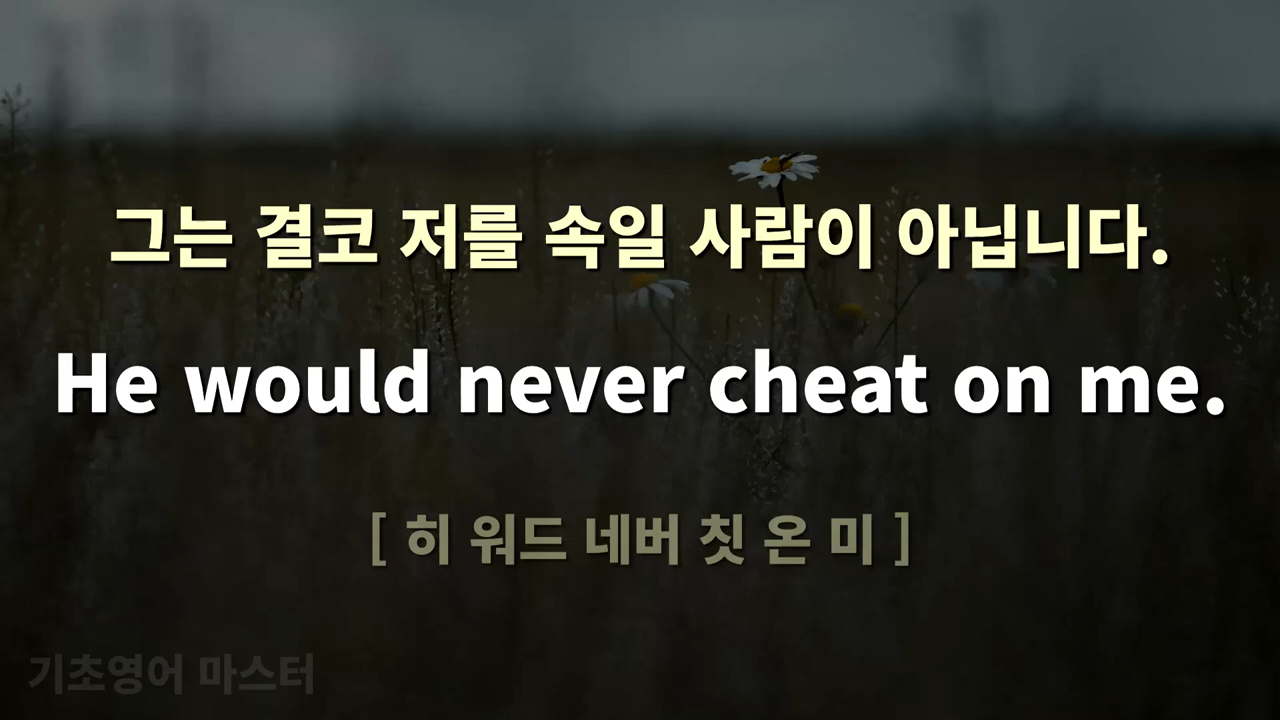 그는 결코 저를 속일 사람이 아닙니다.
He would never cheat on me.
[ 히 워드 네버 칫 온 미 ]
기초영어 마스터